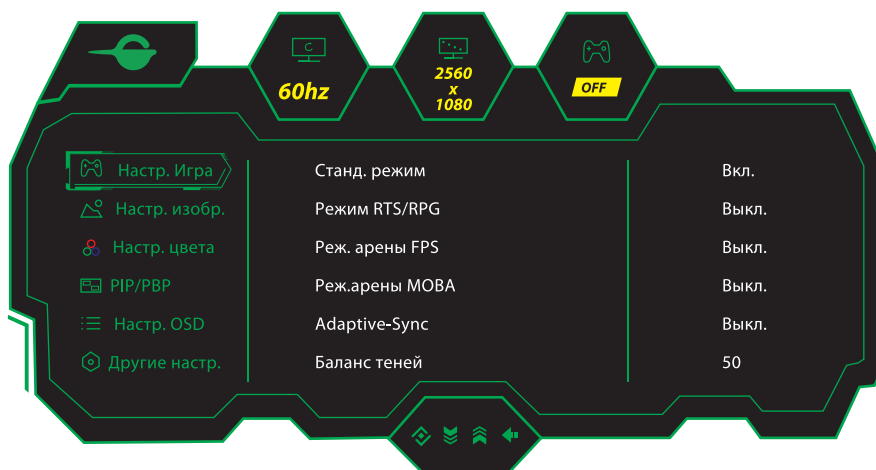 60hz
2560
x
1080
OFF
Настр. Игра
Станд. режим
Вкл.
Настр. изобр.
Режим RTS/RPG
Выкл.
Настр. цвета
Реж. арены FPS
Выкл.
PIP/PBP
Реж.арены MOBA
Выкл.
Настр. OSD
Adaptive-Sync
Выкл.
Другие настр.
Баланс теней
50